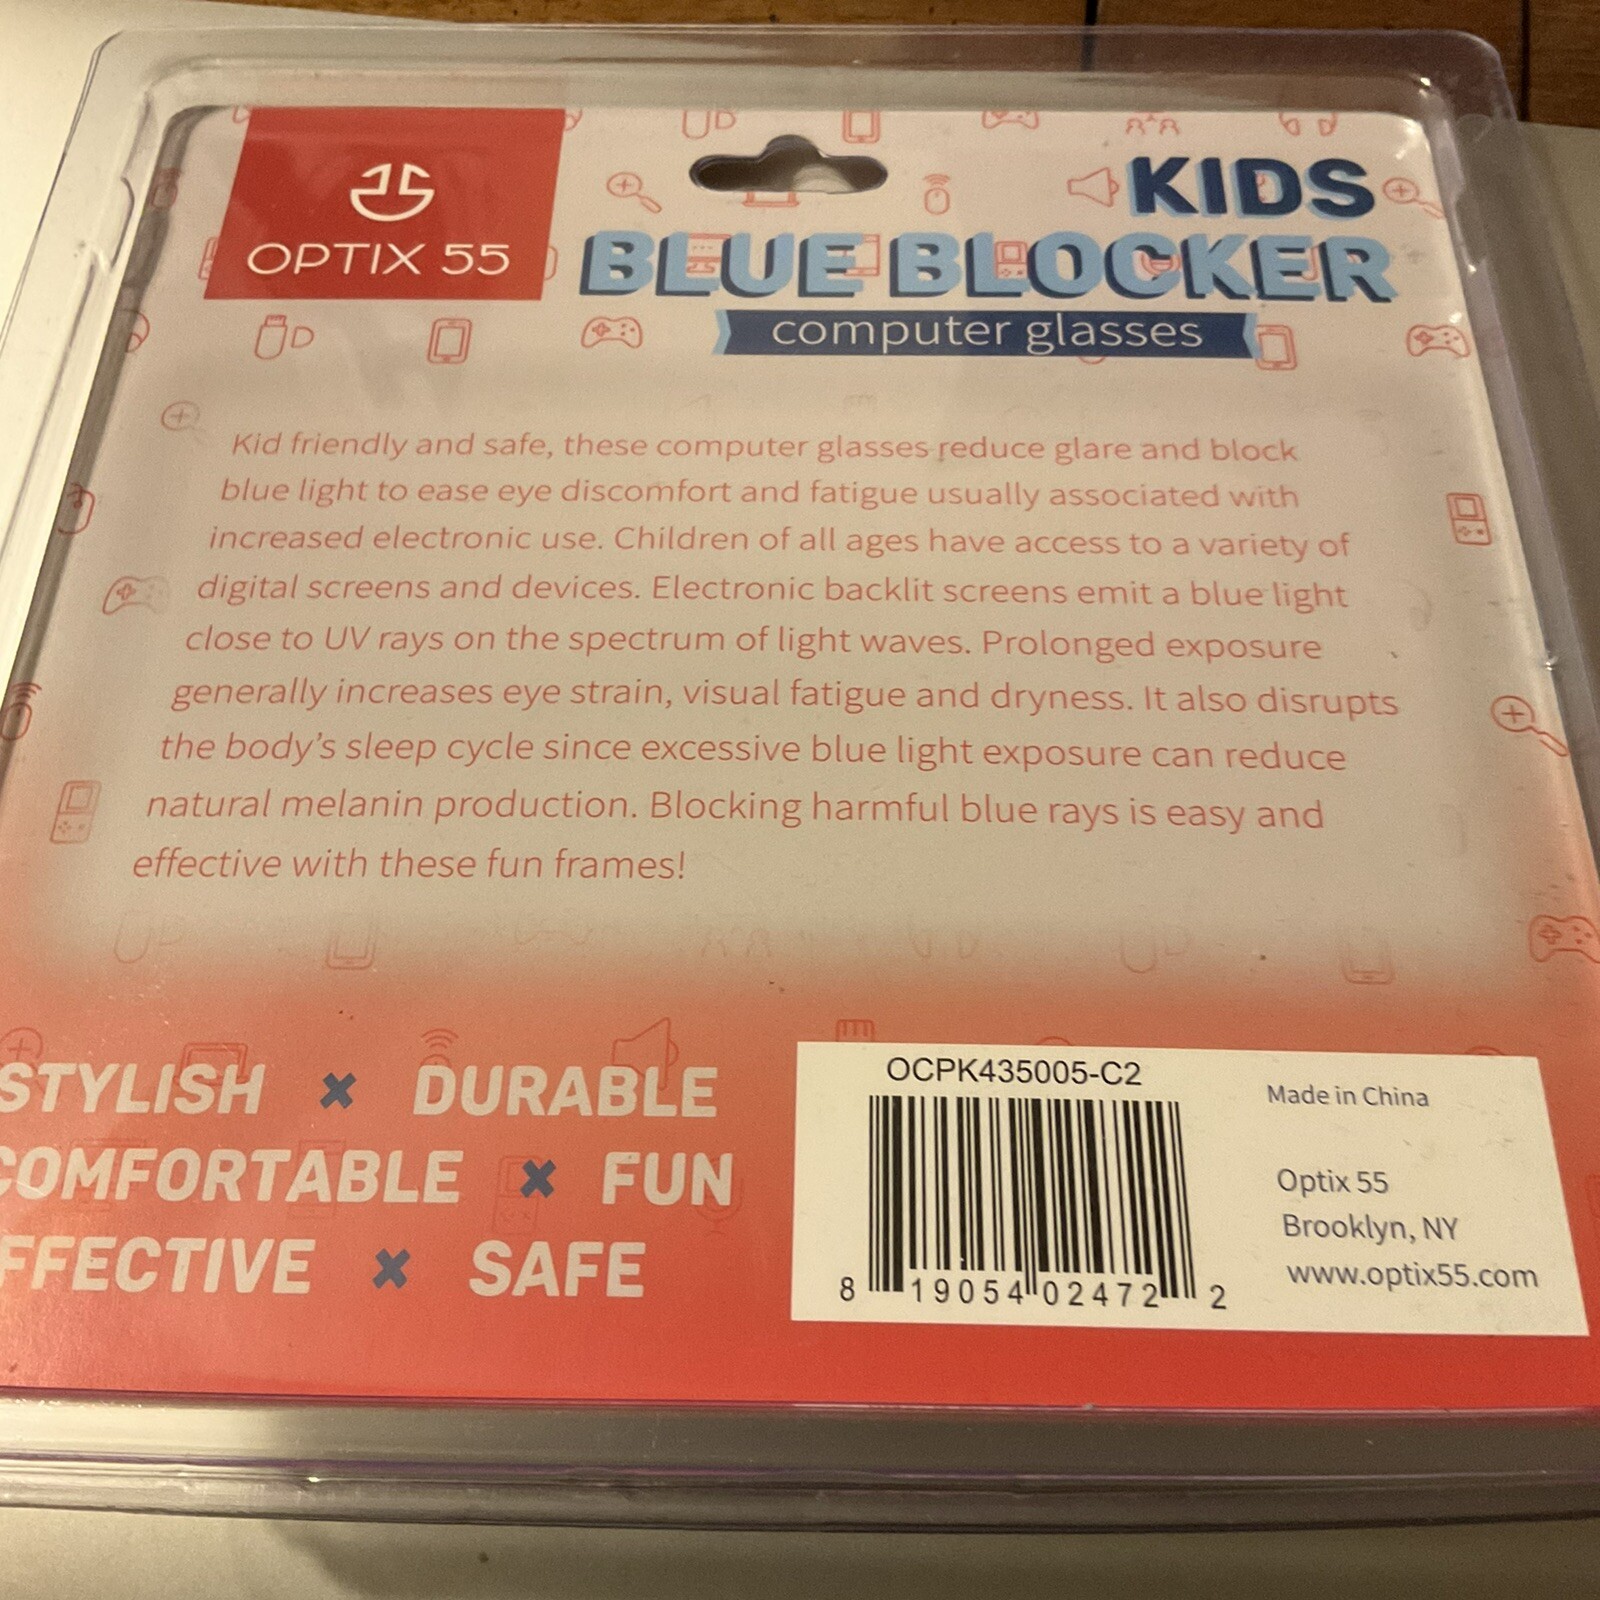 OPTIX 55
KIDS
BLUE BLOCKER
computer glasses
Kid friendly and safe, these computer glasses reduce glare and block
blue light to ease eye discomfort and fatigue usually associated with
increased electronic use. Children of all ages have access to a variety of
digital screens and devices. Electronic backlit screens emit a blue light
close to UV rays on the spectrum of light waves. Prolonged exposure
generally increases eye strain, visual fatigue and dryness. It also disrupts
the body's sleep cycle since excessive blue light exposure can reduce
natural melanin production. Blocking harmful blue rays is easy and
effective with these fun frames!
STYLISH × DURABLE
COMFORTABLE × FUN
FFECTIVE × SAFE
OCPK435005-C2
8 19054 02472 2
Made in China
Optix 55
Brooklyn, NY
www.optix55.com